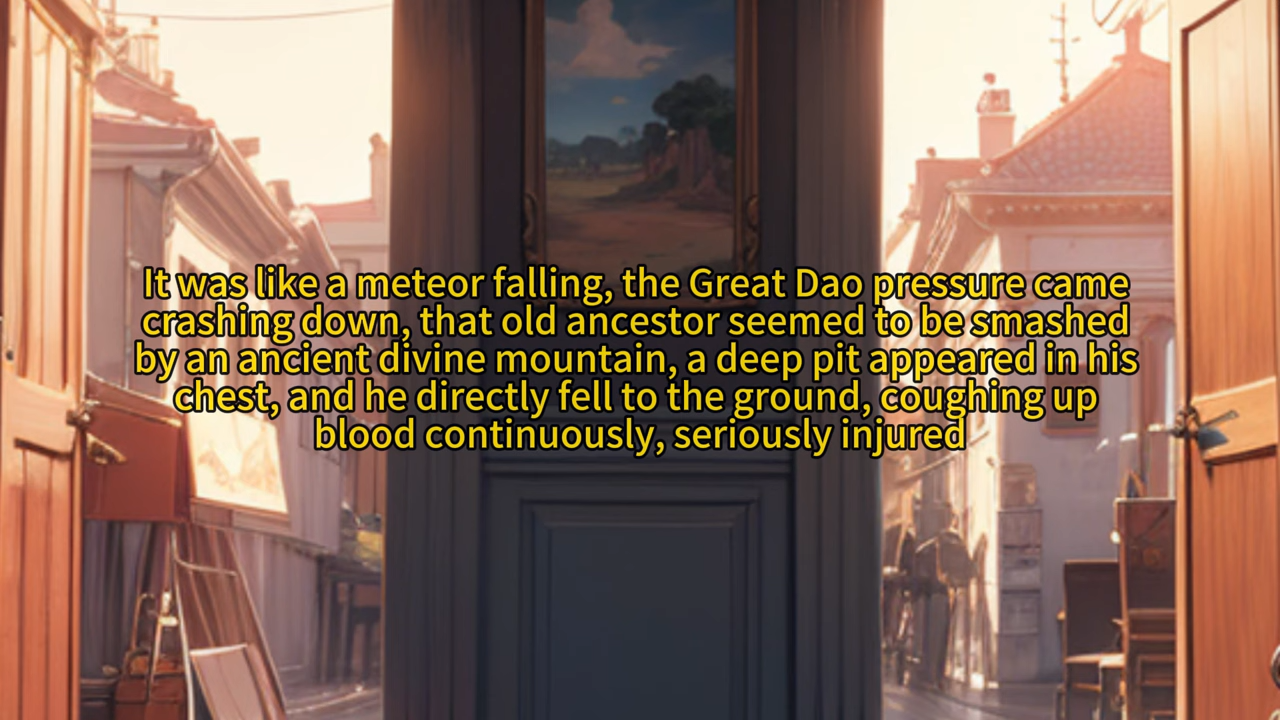 It was like a meteor falling, the Great Dao pressure came
crashing down, that old ancestor seemed to be smashed
by an ancient divine mountain, a deep pit appeared in his
chest, and he directly fell to the ground, coughing up
blood continuously, seriously injured